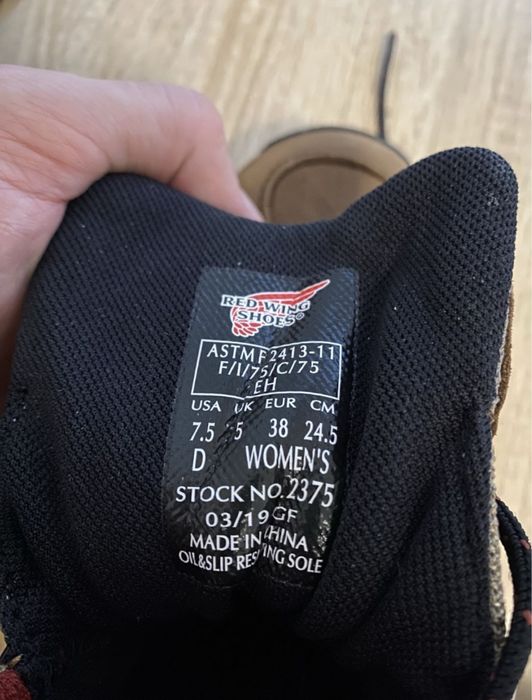 RED WING
SHOES®
ASTM F2413-11
F/I/75/C/75
EH
USA UK EUR CM
7.5 5 38 24.5
D WOMEN'S
STOCK NO. 2375
03/19 GF
MADE IN CHINA
OIL&SLIP RESISTING SOLE